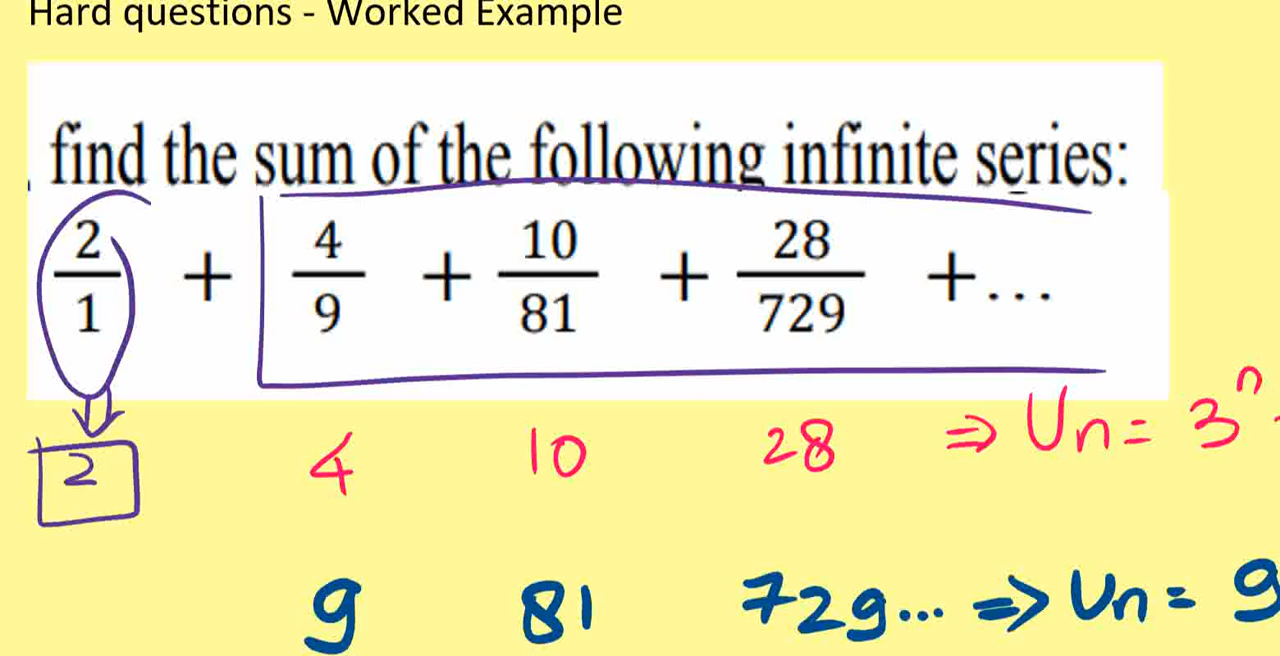 Hard questions - Worked Example
find the sum of the following infinite series:
2/1 + 4/9 + 10/81 + 28/729 + ...
2 4 10 28 ⇒ Un = 3^n
9 81 729... ⇒ Un = 9